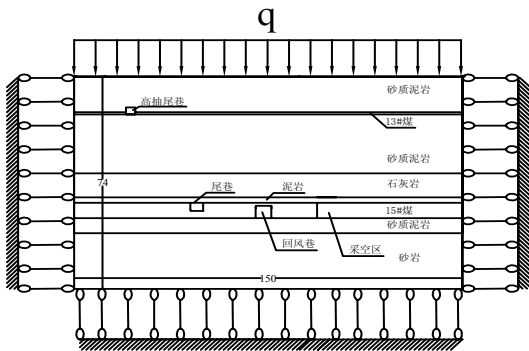 q
砂质泥岩
高抽尾巷
13#煤
砂质泥岩
74
石灰岩
尾巷
泥岩
15#煤
砂质泥岩
回风巷
采空区
砂岩
150